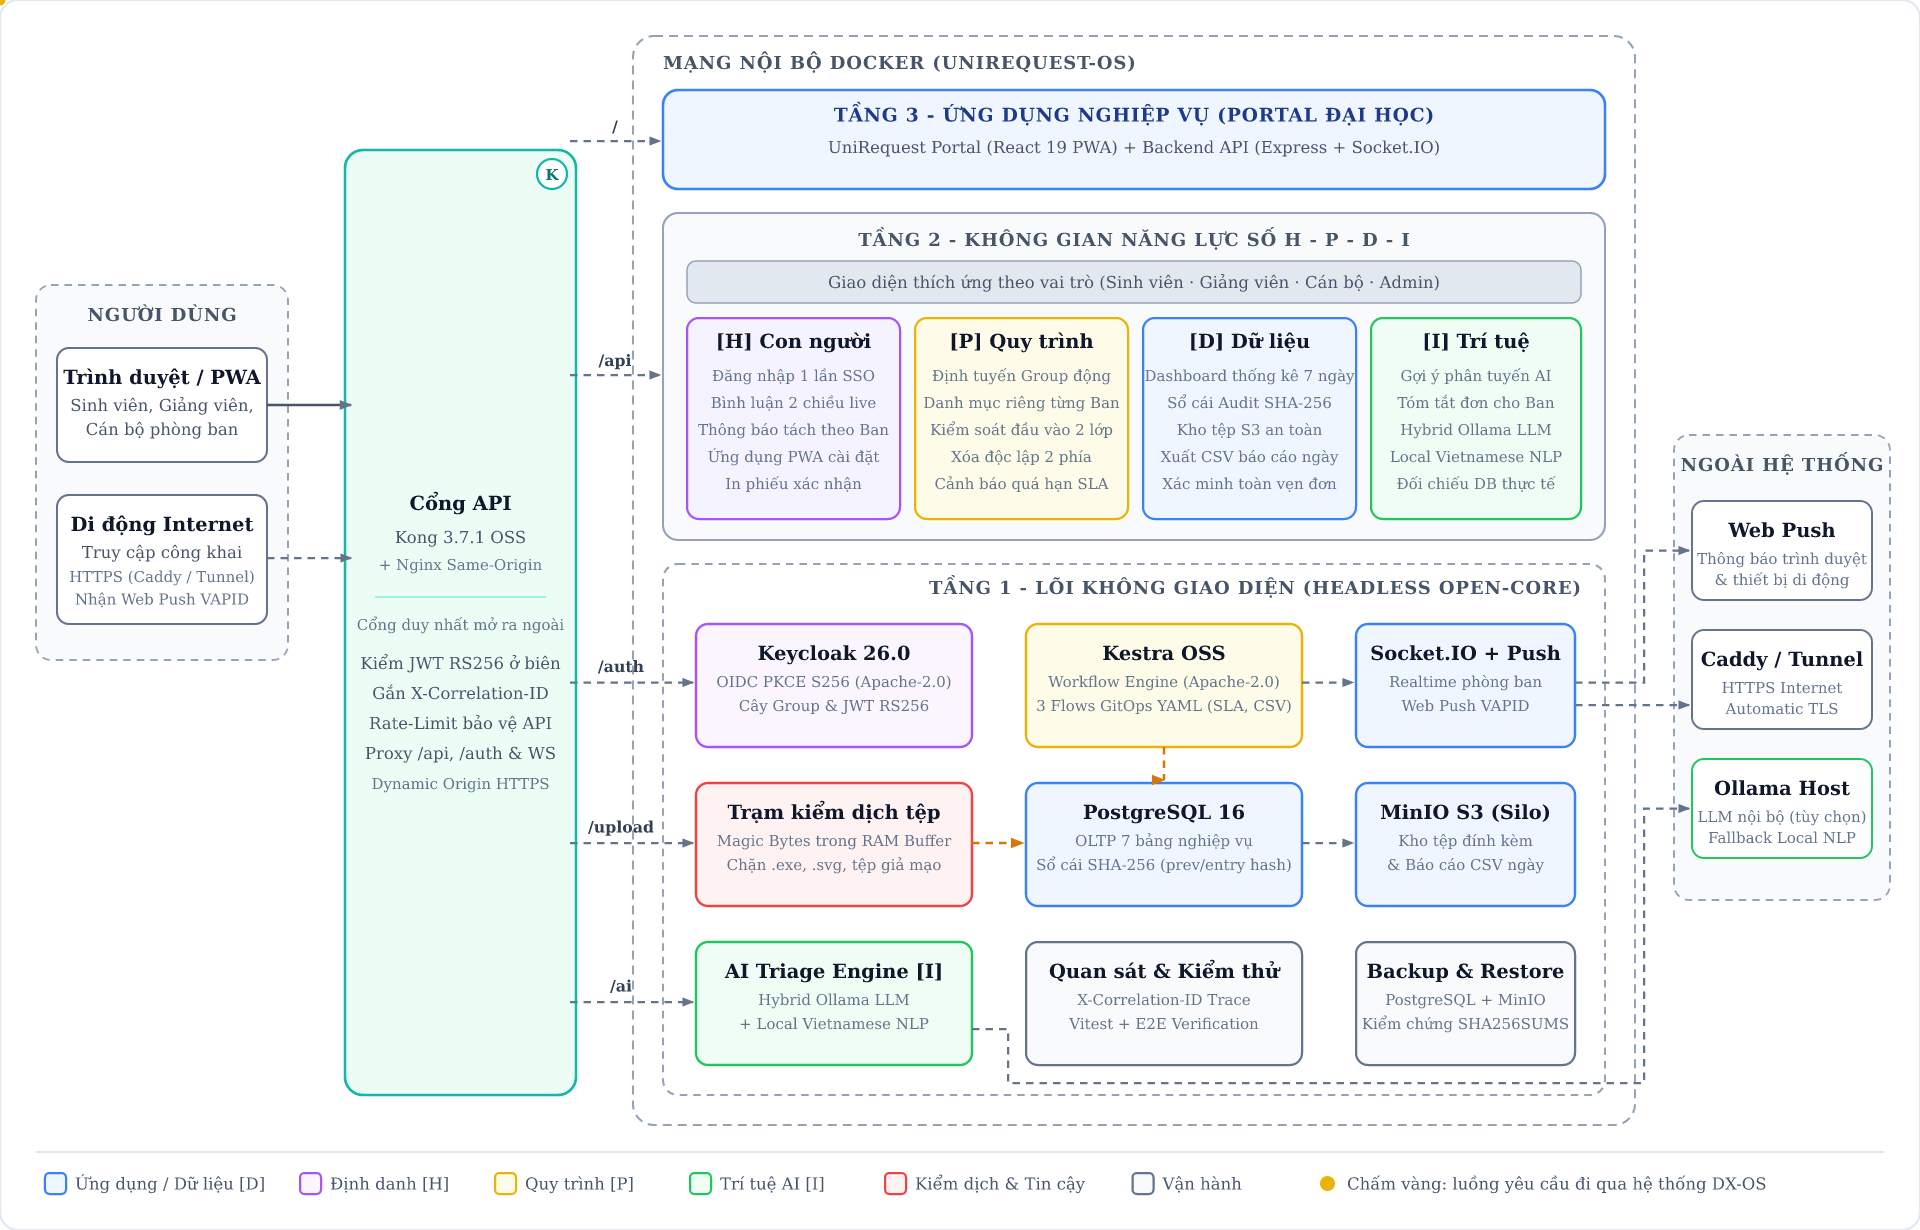 NGƯỜI DÙNG
Trình duyệt / PWA
Sinh viên, Giảng viên,
Cán bộ phòng ban
Di động Internet
Truy cập công khai
HTTPS (Caddy / Tunnel)
Nhận Web Push VAPID
K
Cổng API
Kong 3.7.1 OSS
+ Nginx Same-Origin
Cổng duy nhất mở ra ngoài
Kiểm JWT RS256 ở biên
Gắn X-Correlation-ID
Rate-Limit bảo vệ API
Proxy /api, /auth & WS
Dynamic Origin HTTPS
/
/api
/auth
/upload
/ai
MẠNG NỘI BỘ DOCKER (UNIREQUEST-OS)
TẦNG 3 - ỨNG DỤNG NGHIỆP VỤ (PORTAL ĐẠI HỌC)
UniRequest Portal (React 19 PWA) + Backend API (Express + Socket.IO)
TẦNG 2 - KHÔNG GIAN NĂNG LỰC SỐ H - P - D - I
Giao diện thích ứng theo vai trò (Sinh viên · Giảng viên · Cán bộ · Admin)
[H] Con người
Đăng nhập 1 lần SSO
Bình luận 2 chiều live
Thông báo tách theo Ban
Ứng dụng PWA cài đặt
In phiếu xác nhận
[P] Quy trình
Định tuyến Group động
Danh mục riêng từng Ban
Kiểm soát đầu vào 2 lớp
Xóa độc lập 2 phía
Cảnh báo quá hạn SLA
[D] Dữ liệu
Dashboard thống kê 7 ngày
Sổ cái Audit SHA-256
Kho tệp S3 an toàn
Xuất CSV báo cáo ngày
Xác minh toàn vẹn đơn
[I] Trí tuệ
Gợi ý phân tuyến AI
Tóm tắt đơn cho Ban
Hybrid Ollama LLM
Local Vietnamese NLP
Đối chiếu DB thực tế
TẦNG 1 - LÕI KHÔNG GIAO DIỆN (HEADLESS OPEN-CORE)
Keycloak 26.0
OIDC PKCE S256 (Apache-2.0)
Cây Group & JWT RS256
Kestra OSS
Workflow Engine (Apache-2.0)
3 Flows GitOps YAML (SLA, CSV)
Socket.IO + Push
Realtime phòng ban
Web Push VAPID
Trạm kiểm dịch tệp
Magic Bytes trong RAM Buffer
Chặn .exe, .svg, tệp giả mạo
PostgreSQL 16
OLTP 7 bảng nghiệp vụ
Sổ cái SHA-256 (prev/entry hash)
MinIO S3 (Silo)
Kho tệp đính kèm
& Báo cáo CSV ngày
AI Triage Engine [I]
Hybrid Ollama LLM
+ Local Vietnamese NLP
Quan sát & Kiểm thử
X-Correlation-ID Trace
Vitest + E2E Verification
Backup & Restore
PostgreSQL + MinIO
Kiểm chứng SHA256SUMS
NGOÀI HỆ THỐNG
Web Push
Thông báo trình duyệt
& thiết bị di động
Caddy / Tunnel
HTTPS Internet
Automatic TLS
Ollama Host
LLM nội bộ (tùy chọn)
Fallback Local NLP
Ứng dụng / Dữ liệu [D]
Định danh [H]
Quy trình [P]
Trí tuệ AI [I]
Kiểm dịch & Tin cậy
Vận hành
Chấm vàng: luồng yêu cầu đi qua hệ thống DX-OS